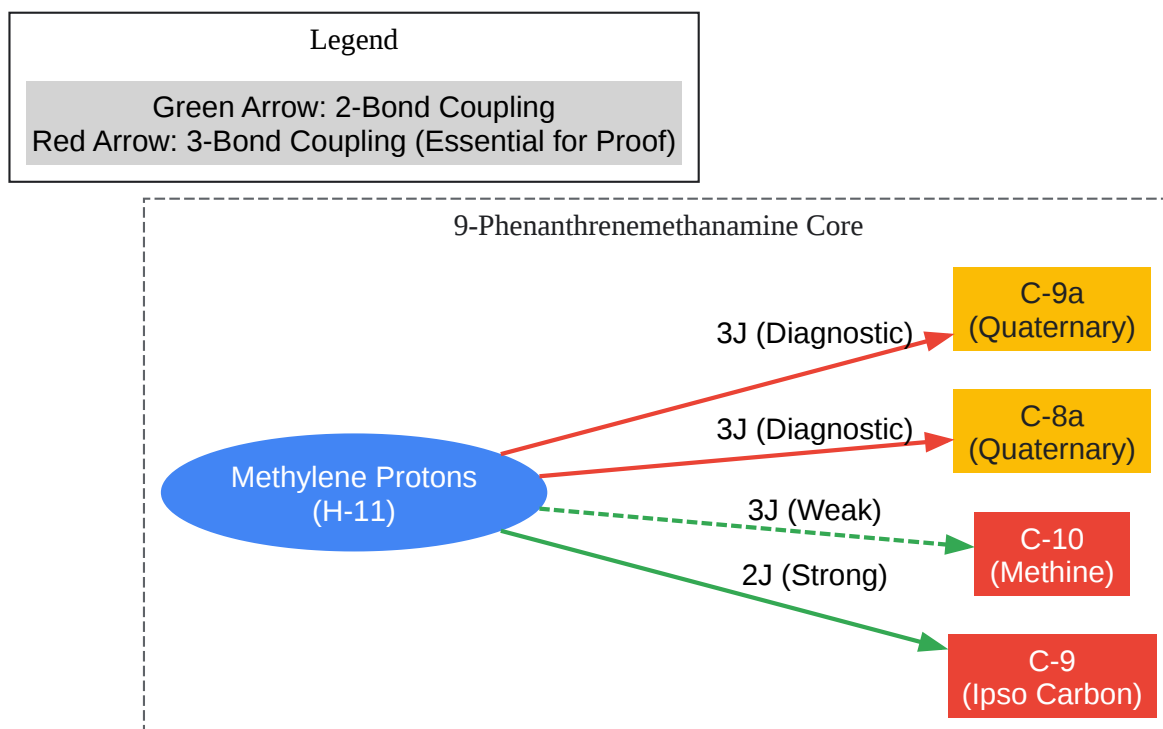 Legend
Green Arrow: 2-Bond Coupling
Red Arrow: 3-Bond Coupling (Essential for Proof)
9-Phenanthrenemethanamine Core
C-9a
(Quaternary)
3J (Diagnostic)
C-8a
(Quaternary)
3J (Diagnostic)
Methylene Protons
(H-11)
3J (Weak)
C-10
(Methine)
2J (Strong)
C-9
(Ipso Carbon)